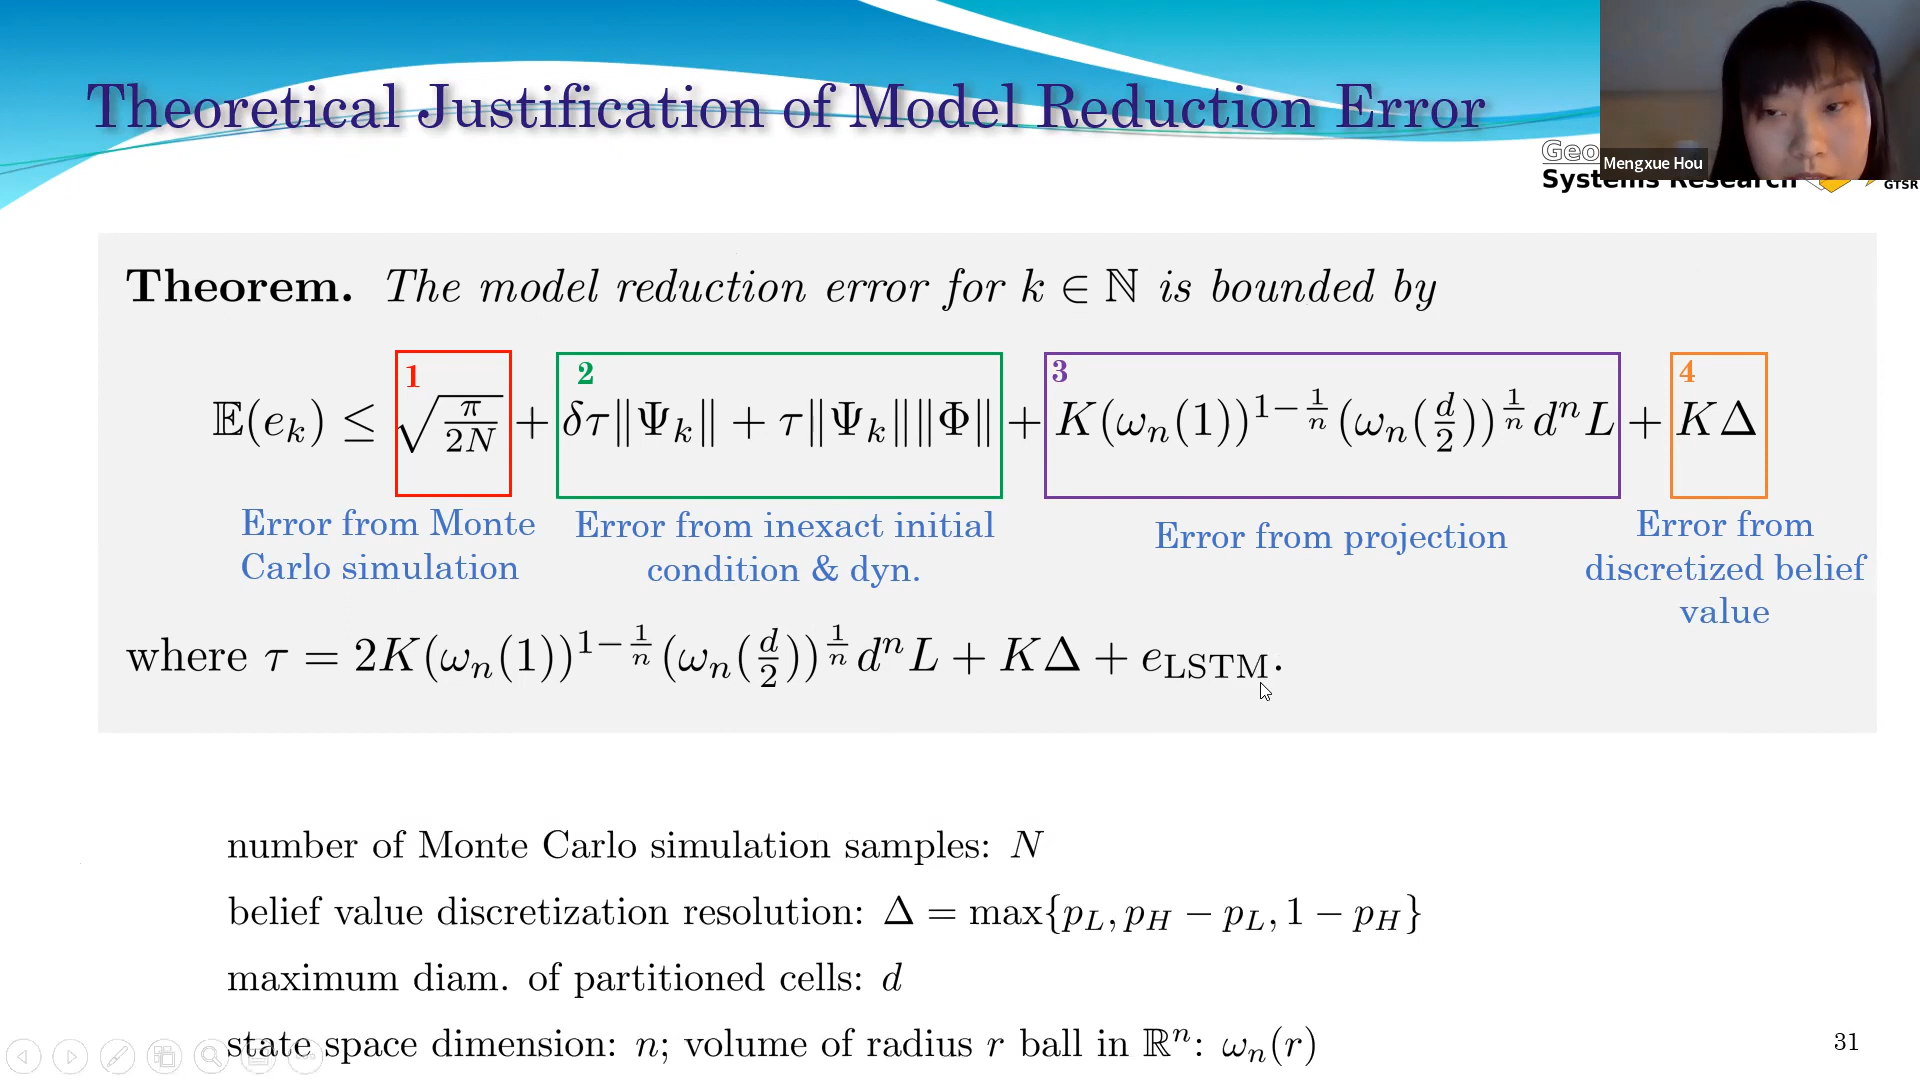 Theoretical Justification of Model Reduction Error
Mengxue Hou
Geo
Systems Research
GTSR
Theorem. The model reduction error for k ∈ ℕ is bounded by
1 2 3 4
𝔼(e_k) ≤ √(π/2N) + δτ‖Ψ_k‖ + τ‖Ψ_k‖‖Φ‖ + K(ω_n(1))^{1−1/n}(ω_n(d/2))^{1/n} d^n L + KΔ
Error from Monte
Carlo simulation
Error from inexact initial
condition & dyn.
Error from projection
Error from
discretized belief
value
where τ = 2K(ω_n(1))^{1−1/n}(ω_n(d/2))^{1/n} d^n L + KΔ + e_LSTM.
number of Monte Carlo simulation samples: N
belief value discretization resolution: Δ = max{p_L, p_H − p_L, 1 − p_H}
maximum diam. of partitioned cells: d
state space dimension: n; volume of radius r ball in ℝ^n: ω_n(r)
31